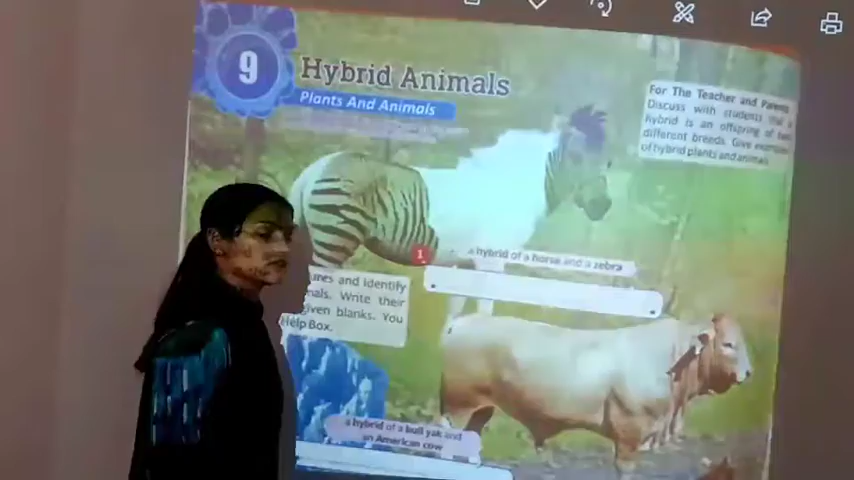 9
Hybrid Animals
Plants And Animals
For The Teacher and Parents
Discuss with students that a
hybrid is an offspring of two
different breeds. Give examples
of hybrid plants and animals.
1
a hybrid of a horse and a zebra
and identify
Write their
given blanks. You
Help Box.
a hybrid of a bull yak and
an American cow